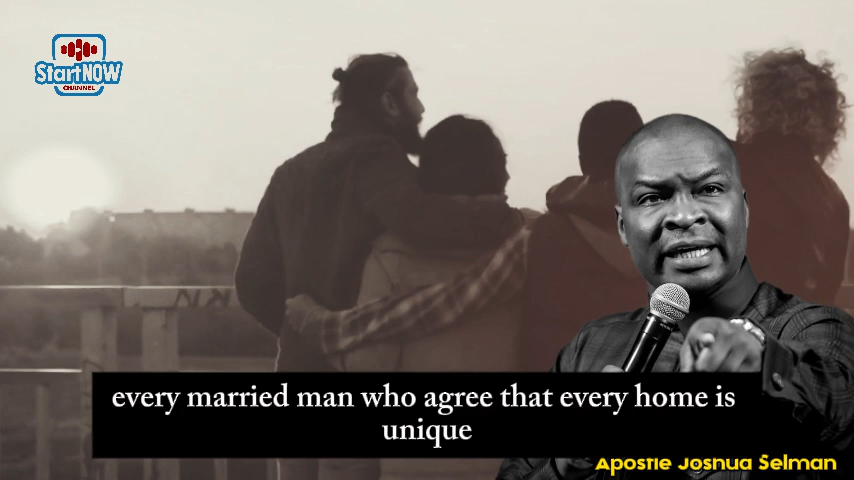 StartNOW
CHANNEL
every married man who agree that every home is
unique
Apostle Joshua Selman